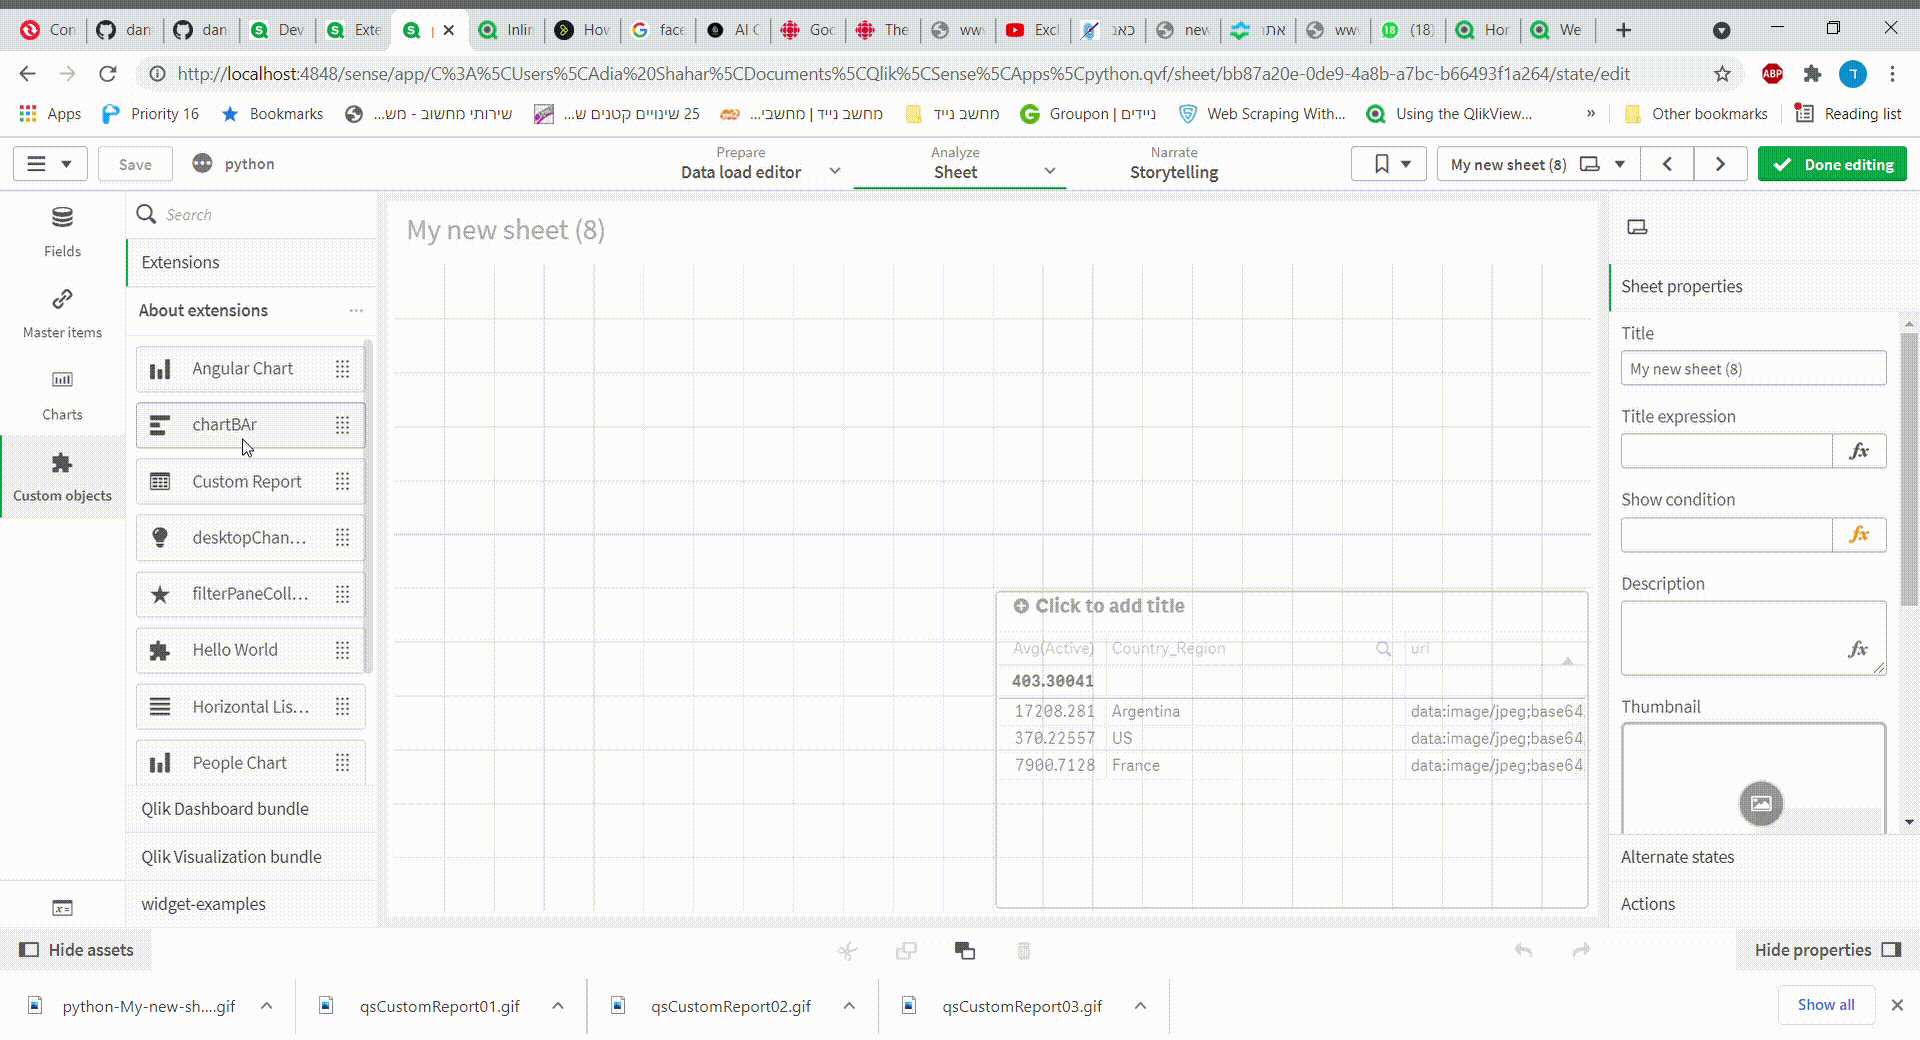 Con
dan
dan
Dev
Exte
Inlin
Hov
face
AI C
Goc
The
ww
Excl
כאב
new
אתר
ww
(18)
Hor
We
http://localhost:4848/sense/app/C%3A%5CUsers%5CAdia%20Shahar%5CDocuments%5CQlik%5CSense%5CApps%5Cpython.qvf/sheet/bb87a20e-0de9-4a8b-a7bc-b66493f1a264/state/edit
ABP
ד
Apps
Priority 16
Bookmarks
שירותי מחשוב - מש...
25 שינויים קטנים ש...
מחשב נייד | מחשבי...
מחשב נייד
Groupon | ניידים
Web Scraping With...
Using the QlikView...
»
Other bookmarks
Reading list
Save
python
Prepare
Data load editor
Analyze
Sheet
Narrate
Storytelling
My new sheet (8)
Done editing
Fields
Master items
Charts
Custom objects
Search
Extensions
About extensions
Angular Chart
chartBAr
Custom Report
desktopChan...
filterPaneColl...
Hello World
Horizontal Lis...
People Chart
Qlik Dashboard bundle
Qlik Visualization bundle
widget-examples
My new sheet (8)
Click to add title
Avg(Active) Country_Region url
403.30041
17208.281 Argentina data:image/jpeg;base64
370.22557 US data:image/jpeg;base64
7900.7128 France data:image/jpeg;base64
Sheet properties
Title
My new sheet (8)
Title expression
fx
Show condition
fx
Description
fx
Thumbnail
Alternate states
Actions
Hide assets
Hide properties
python-My-new-sh....gif
qsCustomReport01.gif
qsCustomReport02.gif
qsCustomReport03.gif
Show all